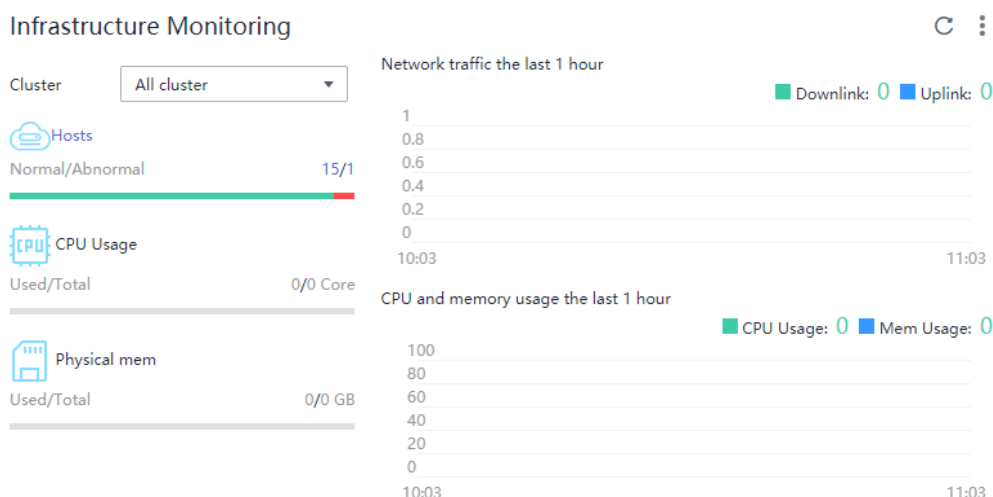 Infrastructure Monitoring
Cluster
All cluster
Hosts
Normal/Abnormal 15/1
CPU
CPU Usage
Used/Total 0/0 Core
Physical mem
Used/Total 0/0 GB
Network traffic the last 1 hour
Downlink: 0 Uplink: 0
1
0.8
0.6
0.4
0.2
0
10:03 11:03
CPU and memory usage the last 1 hour
CPU Usage: 0 Mem Usage: 0
100
80
60
40
20
0
10:03 11:03